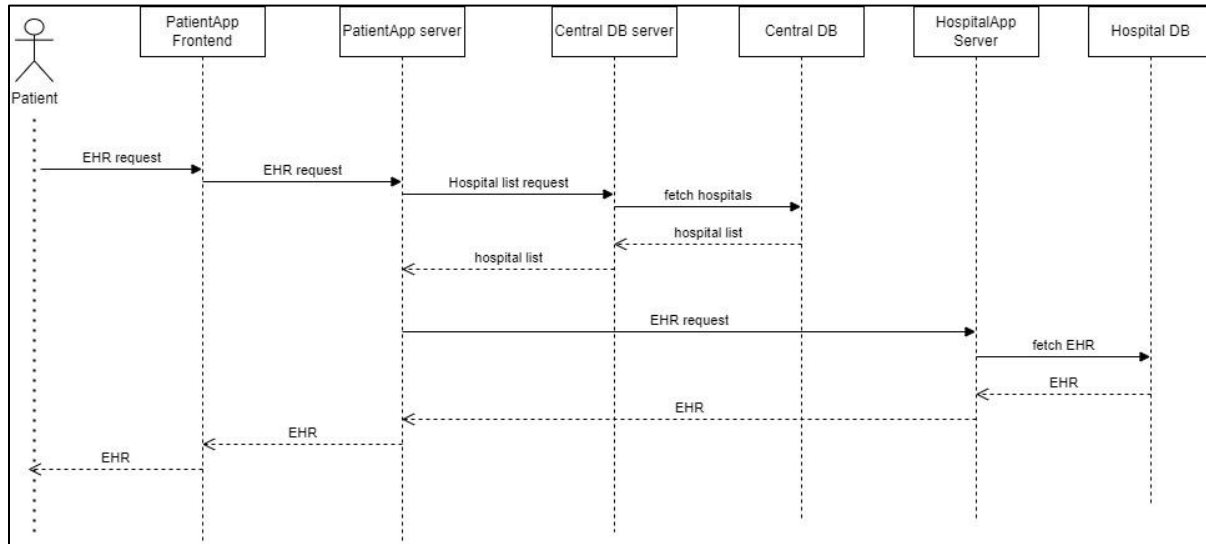 PatientApp
Frontend
PatientApp server
Central DB server
Central DB
HospitalApp
Server
Hospital DB
Patient
EHR request
EHR request
Hospital list request
fetch hospitals
hospital list
hospital list
EHR request
fetch EHR
EHR
EHR
EHR
EHR